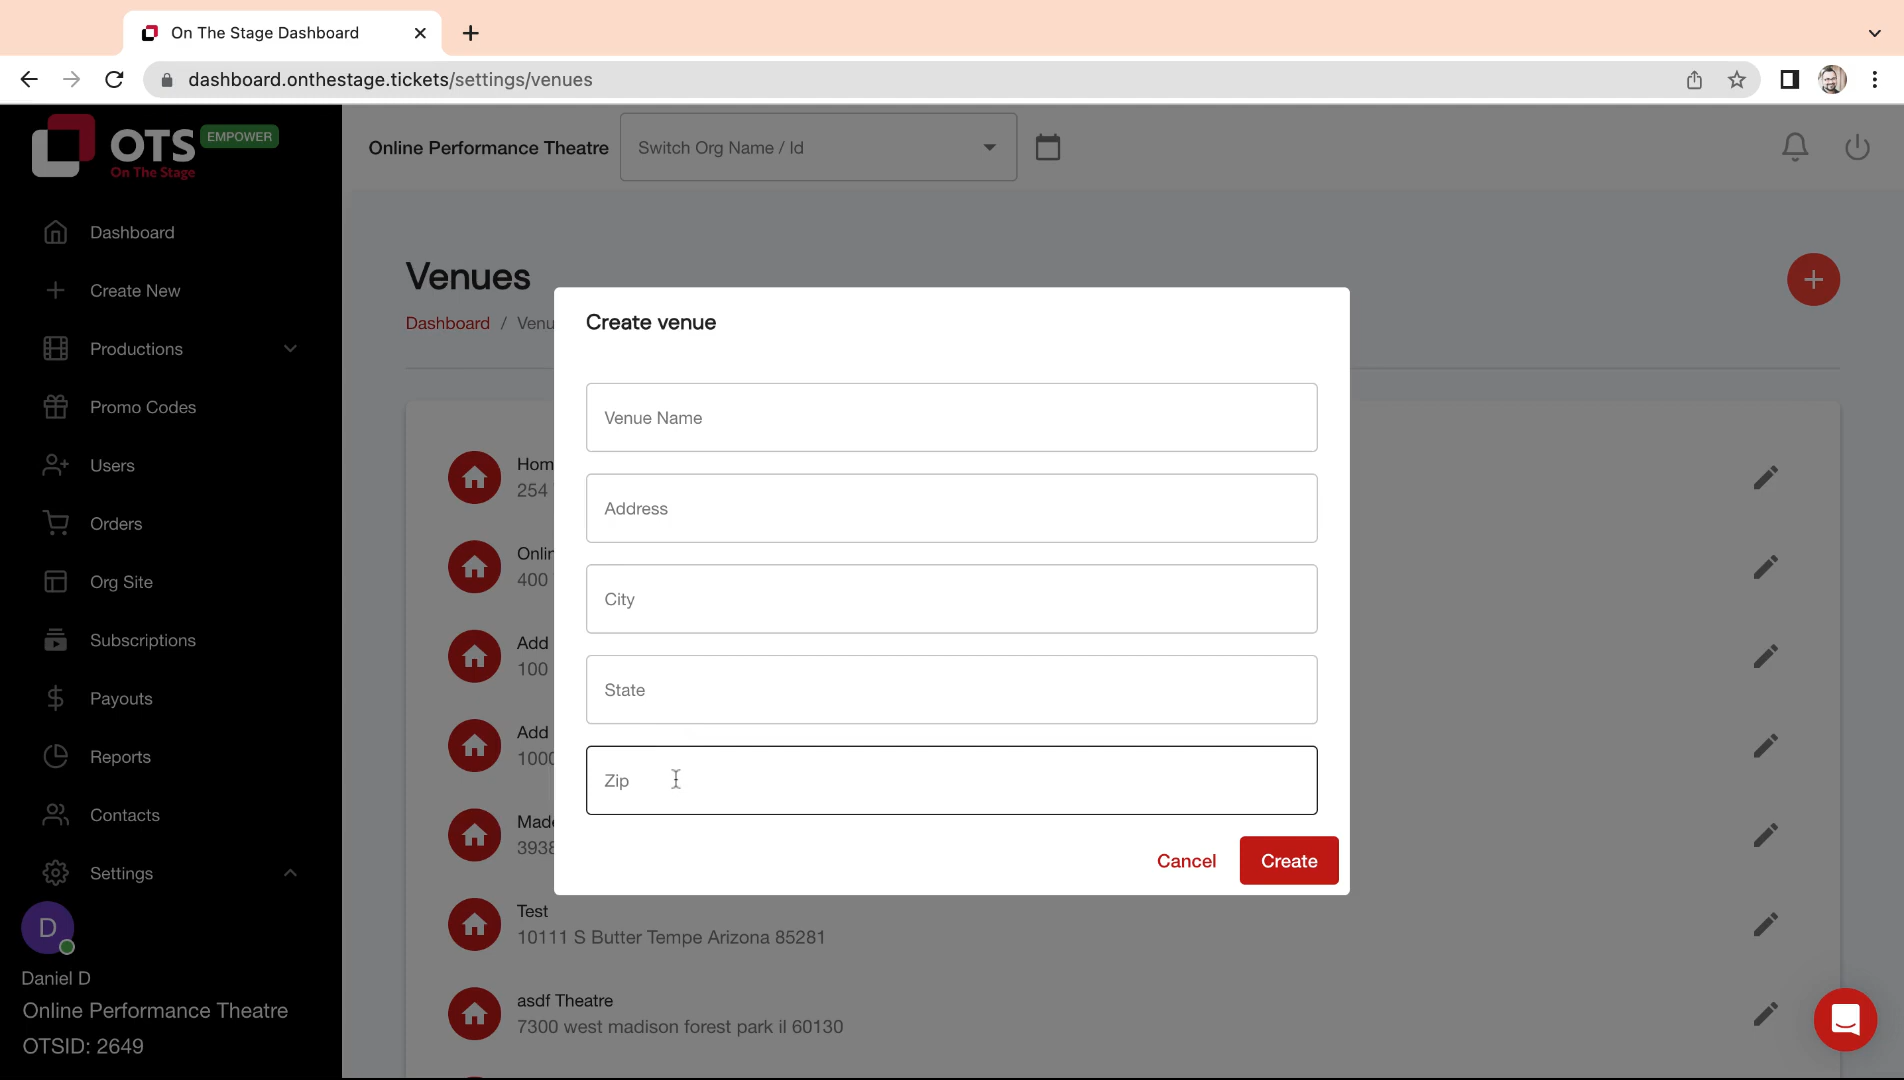 On The Stage Dashboard
dashboard.onthestage.tickets/settings/venues
OTS EMPOWER
On The Stage
Online Performance Theatre
Switch Org Name / Id
Dashboard
Create New
Productions
Promo Codes
Users
Orders
Org Site
Subscriptions
Payouts
Reports
Contacts
Settings
D
Daniel D
Online Performance Theatre
OTSID: 2649
Venues
Dashboard / Venu
Hom
254
Onlin
400
Add
100
Add
1000
Made
3938
Test
10111 S Butter Tempe Arizona 85281
asdf Theatre
7300 west madison forest park il 60130
Create venue
Venue Name
Address
City
State
Zip
Cancel
Create